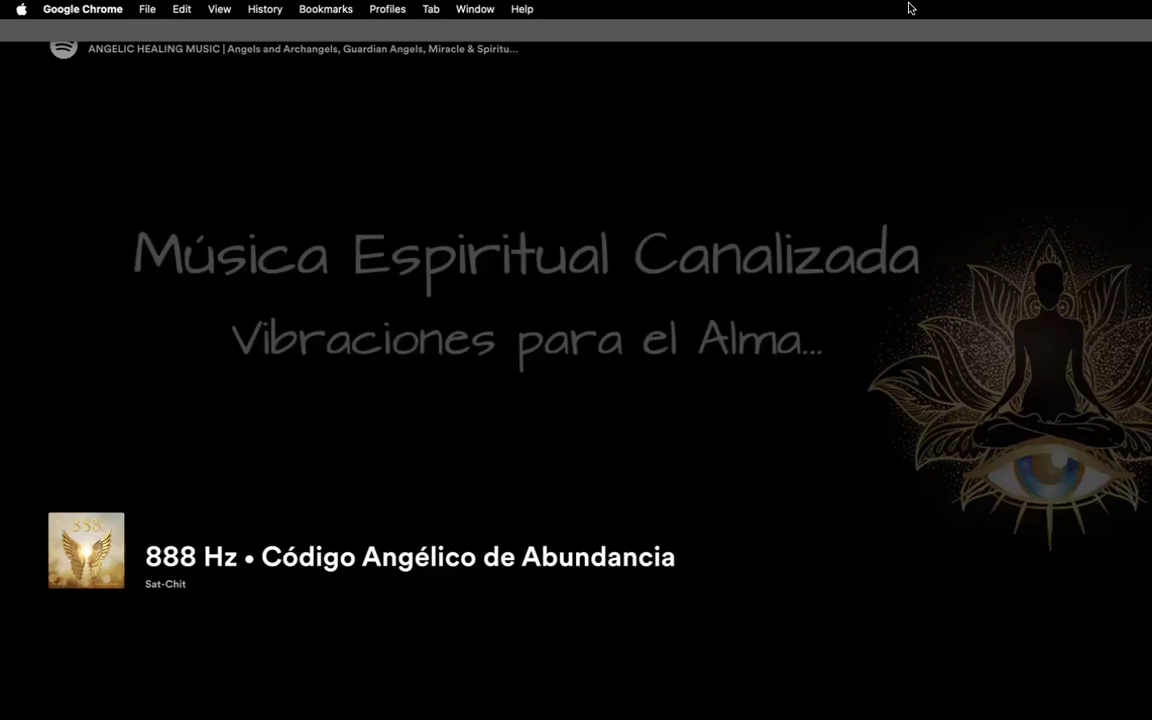 Google Chrome File Edit View History Bookmarks Profiles Tab Window Help
ANGELIC HEALING MUSIC | Angels and Archangels, Guardian Angels, Miracle & Spiritu...
Música Espiritual Canalizada
Vibraciones para el Alma...
888
888 Hz • Código Angélico de Abundancia
Sat-Chit